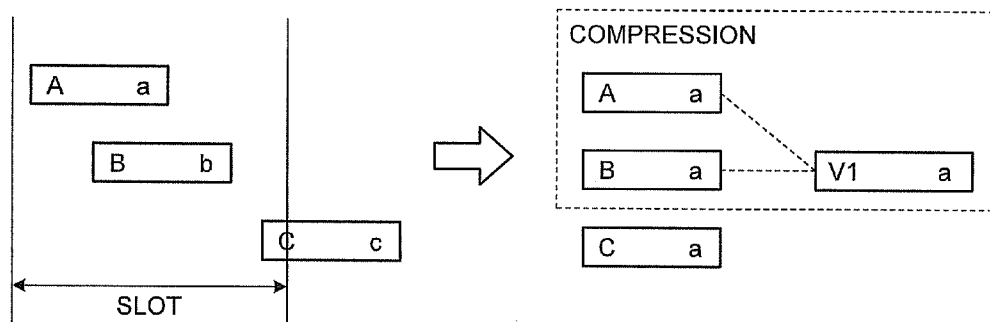 A a
B b
C c
SLOT
COMPRESSION
A a
B a
V1 a
C a